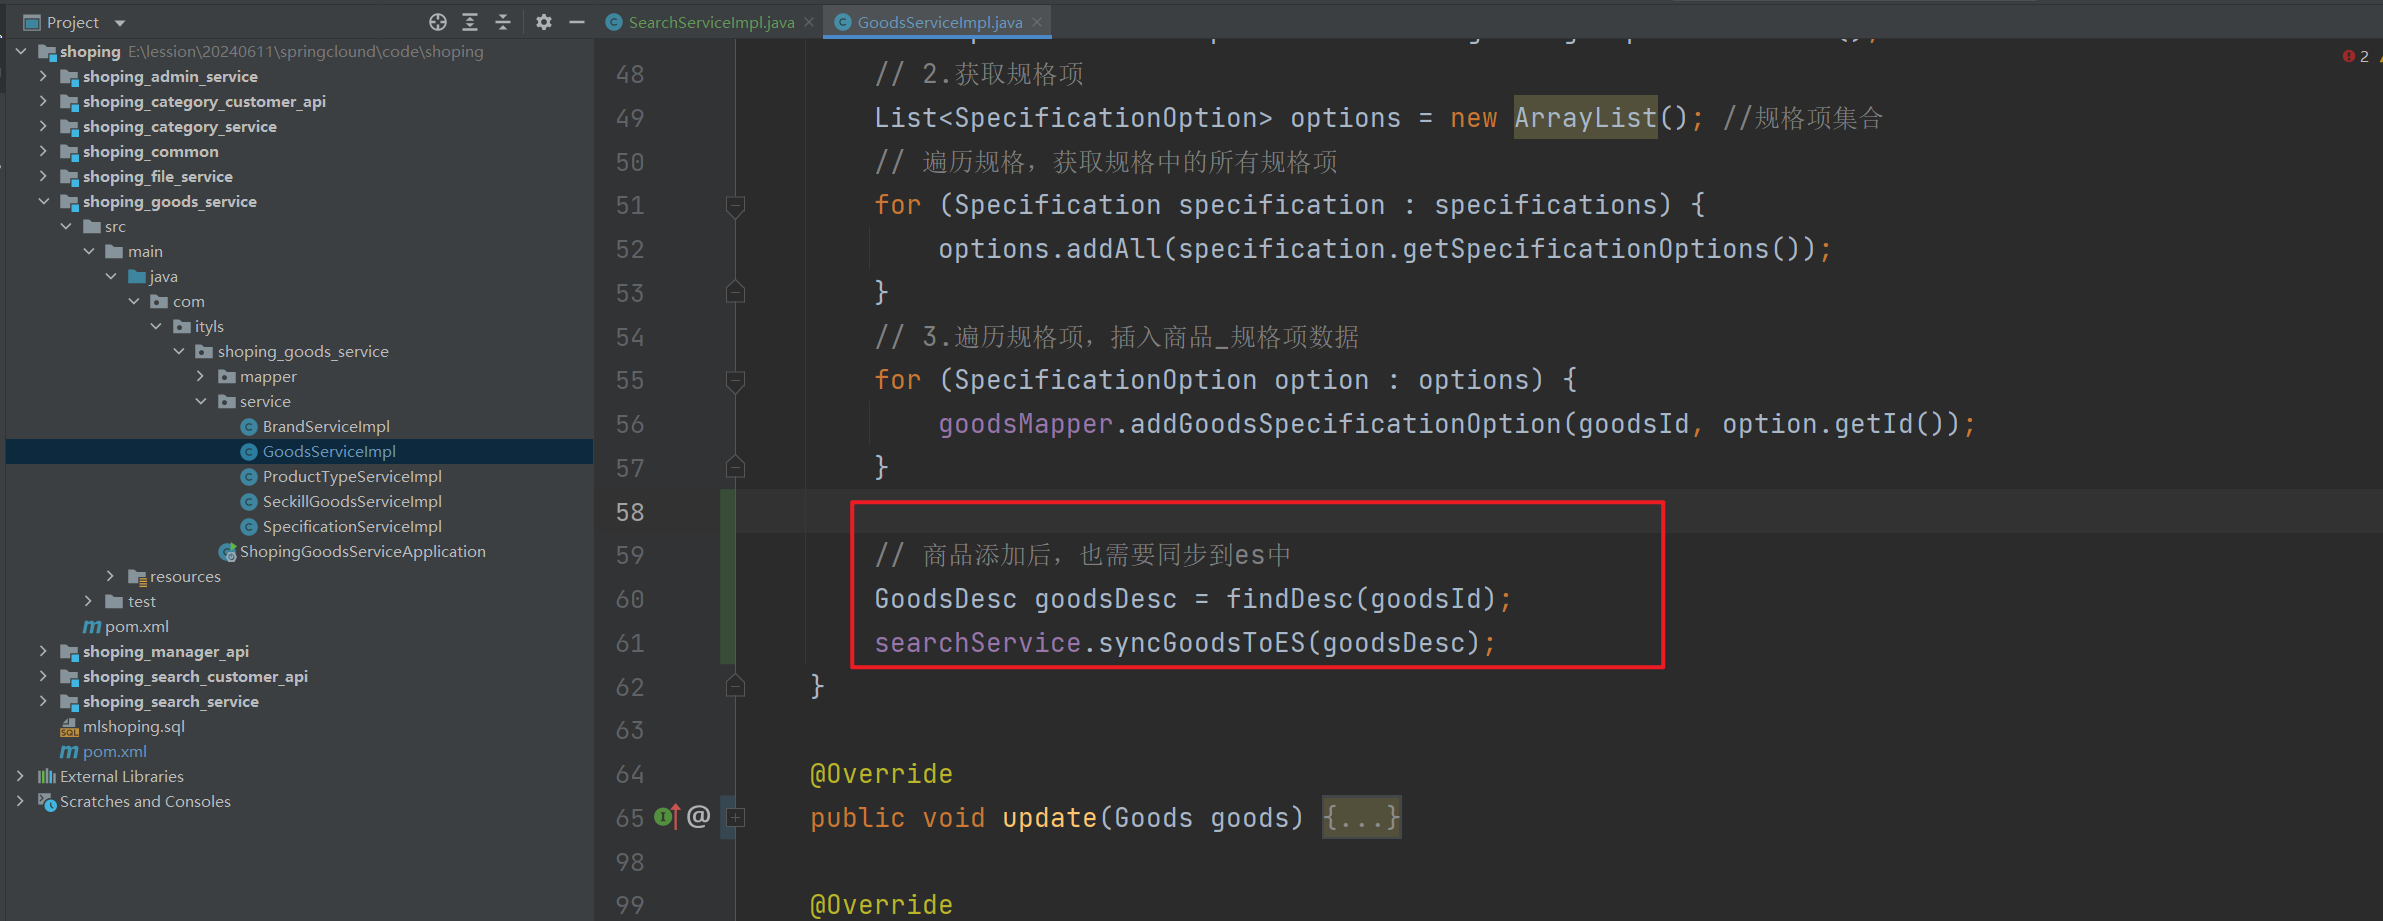 Project
SearchServiceImpl.java
GoodsServiceImpl.java
shoping E:\lession\20240611\springclound\code\shoping
shoping_admin_service
shoping_category_customer_api
shoping_category_service
shoping_common
shoping_file_service
shoping_goods_service
src
main
java
com
ityls
shoping_goods_service
mapper
service
BrandServiceImpl
GoodsServiceImpl
ProductTypeServiceImpl
SeckillGoodsServiceImpl
SpecificationServiceImpl
ShopingGoodsServiceApplication
resources
test
pom.xml
shoping_manager_api
shoping_search_customer_api
shoping_search_service
mlshoping.sql
pom.xml
External Libraries
Scratches and Consoles
2
48 // 2.获取规格项
49 List<SpecificationOption> options = new ArrayList(); //规格项集合
50 // 遍历规格，获取规格中的所有规格项
51 for (Specification specification : specifications) {
52 options.addAll(specification.getSpecificationOptions());
53 }
54 // 3.遍历规格项，插入商品_规格项数据
55 for (SpecificationOption option : options) {
56 goodsMapper.addGoodsSpecificationOption(goodsId, option.getId());
57 }
58
59 // 商品添加后，也需要同步到es中
60 GoodsDesc goodsDesc = findDesc(goodsId);
61 searchService.syncGoodsToES(goodsDesc);
62 }
63
64 @Override
65 public void update(Goods goods) {...}
98
99 @Override